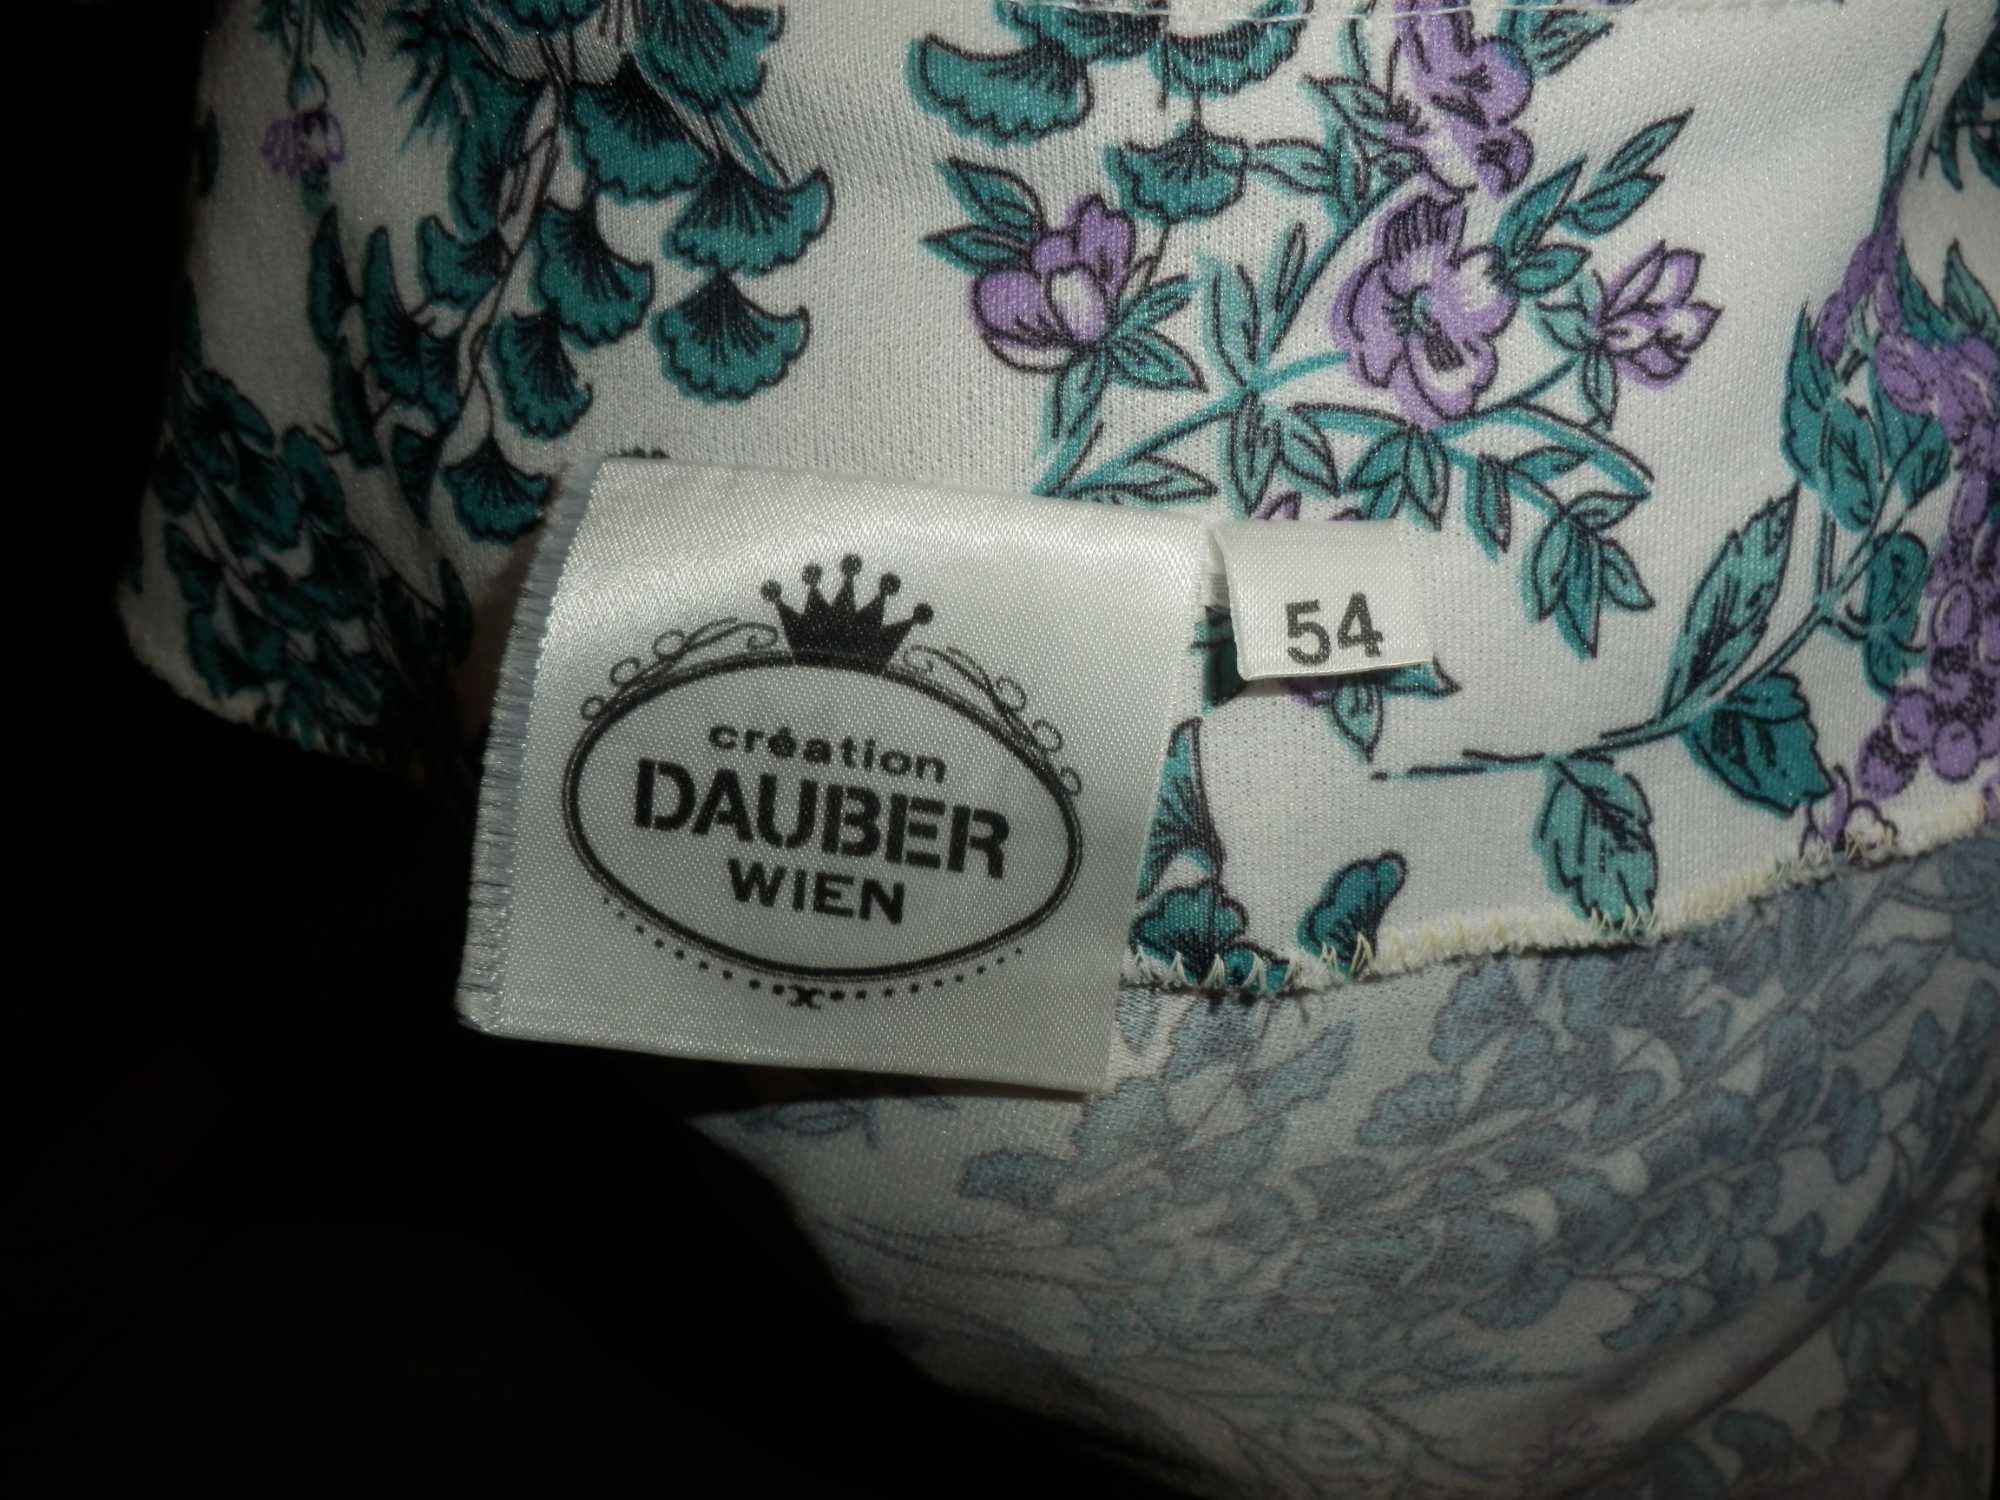 création
DAUBER
WIEN
54